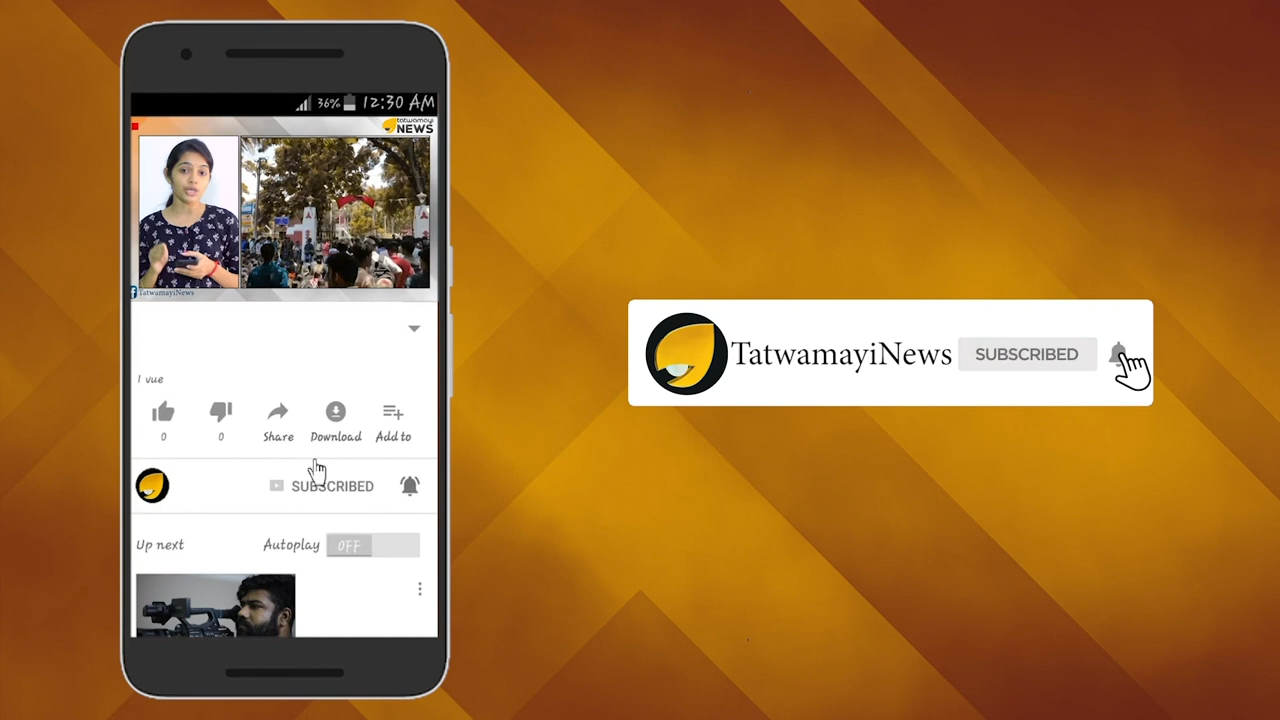 36% 12:30 AM
tatwamayi
NEWS
TatwamayiNews
1 vue
0 0 Share Download Add to
SUBSCRIBED
Up next Autoplay OFF
TatwamayiNews SUBSCRIBED